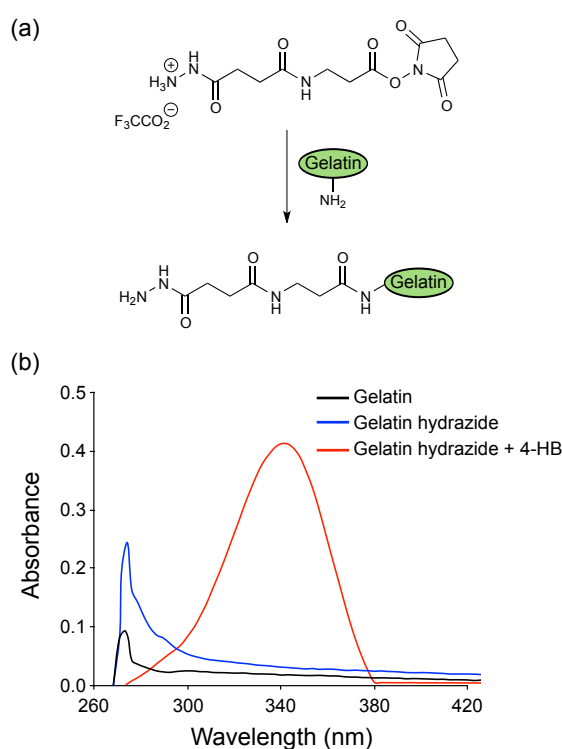 (a)
H₃N
⊕
NH
O
O
N
H
O
O
N
O
O
F₃CCO₂
⊖
Gelatin
NH₂
H₂N
H
N
O
O
N
H
O
N
H
Gelatin
(b)
Absorbance
0.5
0.4
0.3
0.2
0.1
0.0
Gelatin
Gelatin hydrazide
Gelatin hydrazide + 4-HB
260 300 340 380 420
Wavelength (nm)